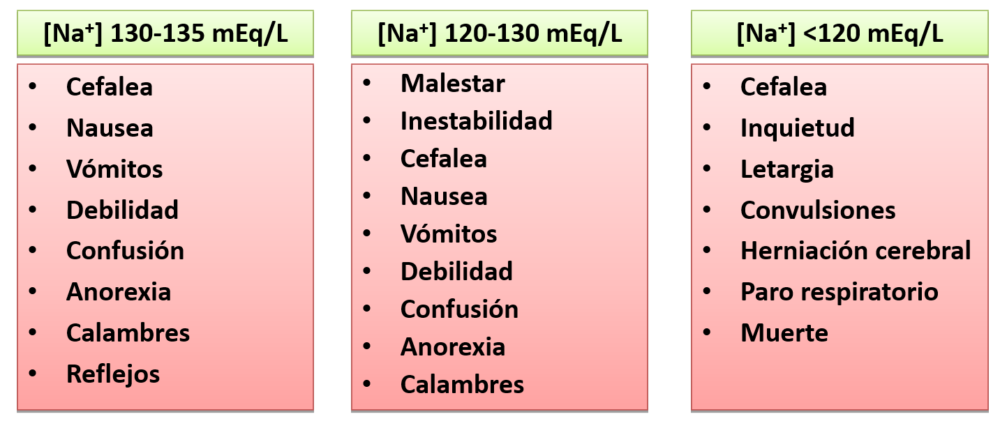 [Na⁺] 130-135 mEq/L
• Cefalea
• Nausea
• Vómitos
• Debilidad
• Confusión
• Anorexia
• Calambres
• Reflejos
[Na⁺] 120-130 mEq/L
• Malestar
• Inestabilidad
• Cefalea
• Nausea
• Vómitos
• Debilidad
• Confusión
• Anorexia
• Calambres
[Na⁺] <120 mEq/L
• Cefalea
• Inquietud
• Letargia
• Convulsiones
• Herniación cerebral
• Paro respiratorio
• Muerte